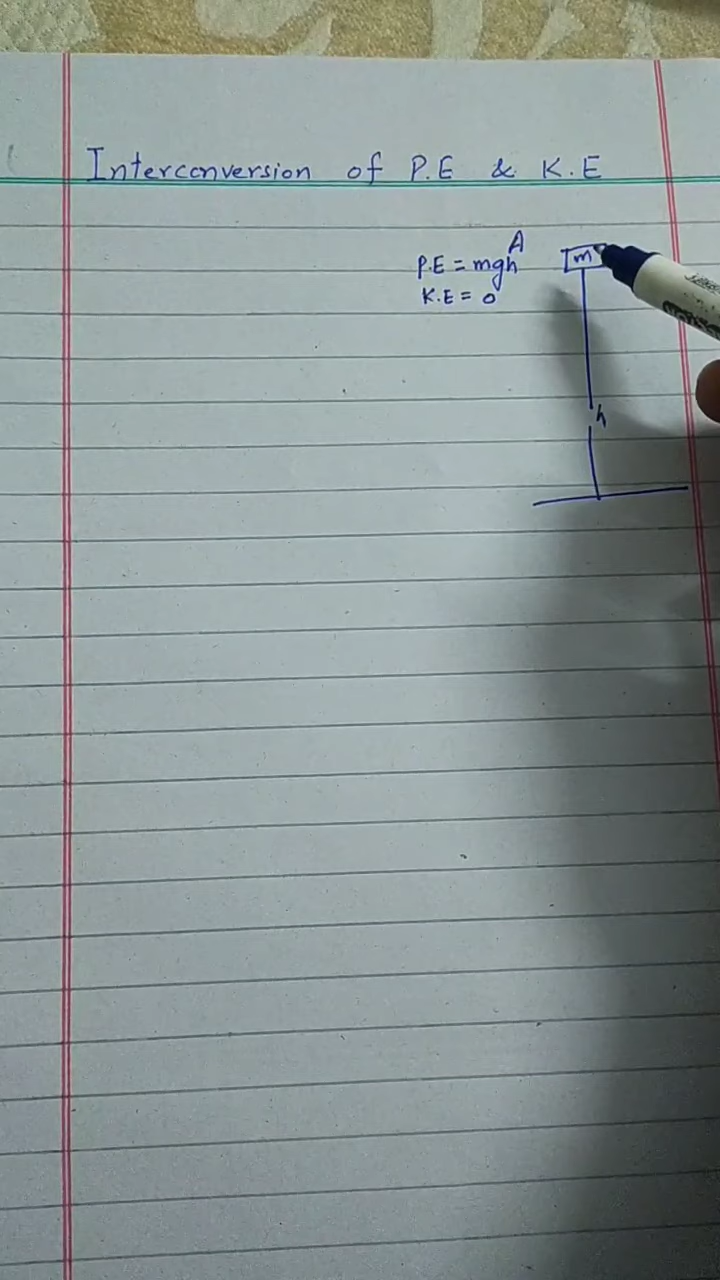 Interconversion of P.E & K.E
A
P.E = mgh
K.E = 0
m
h